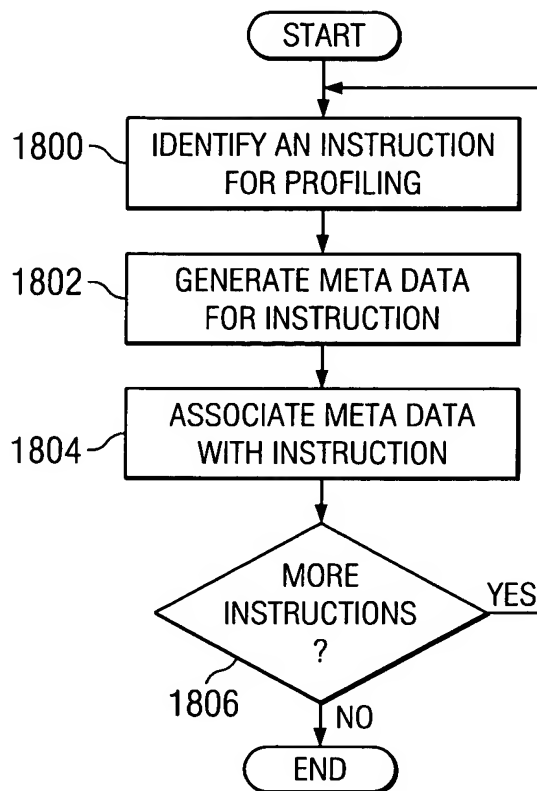 START
1800
IDENTIFY AN INSTRUCTION
FOR PROFILING
1802
GENERATE META DATA
FOR INSTRUCTION
1804
ASSOCIATE META DATA
WITH INSTRUCTION
MORE
INSTRUCTIONS
?
YES
1806
NO
END